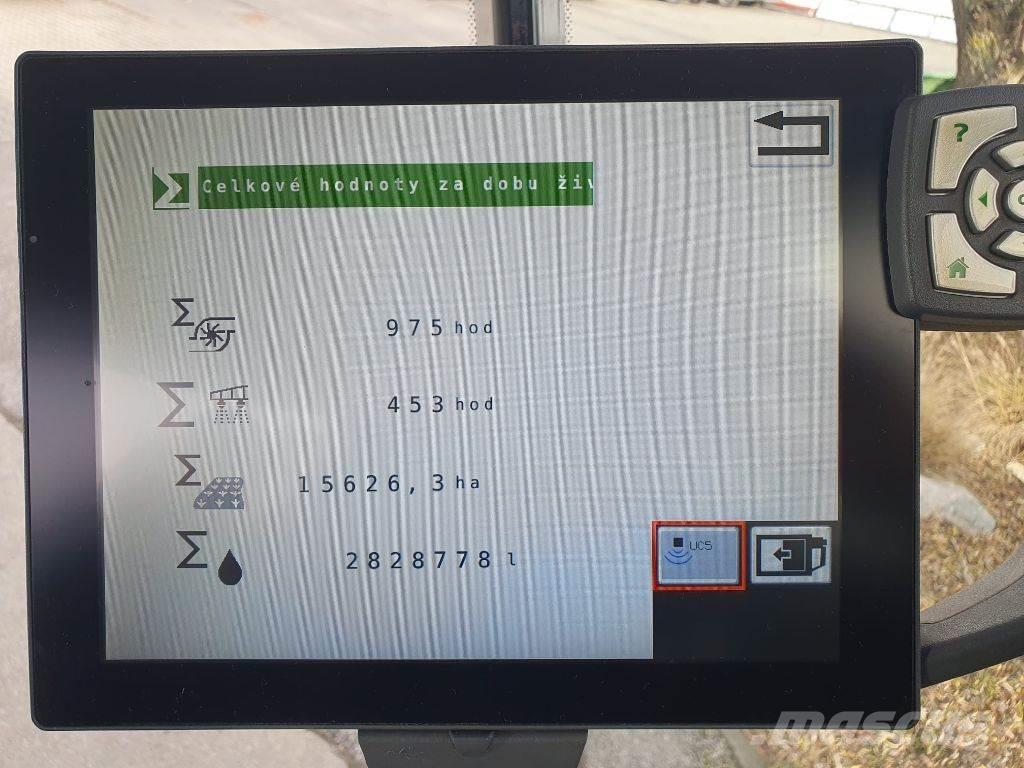 ?
Celkové hodnoty za dobu živ
975 hod
453 hod
15626,3 ha
2828778 l
UC5
mascus